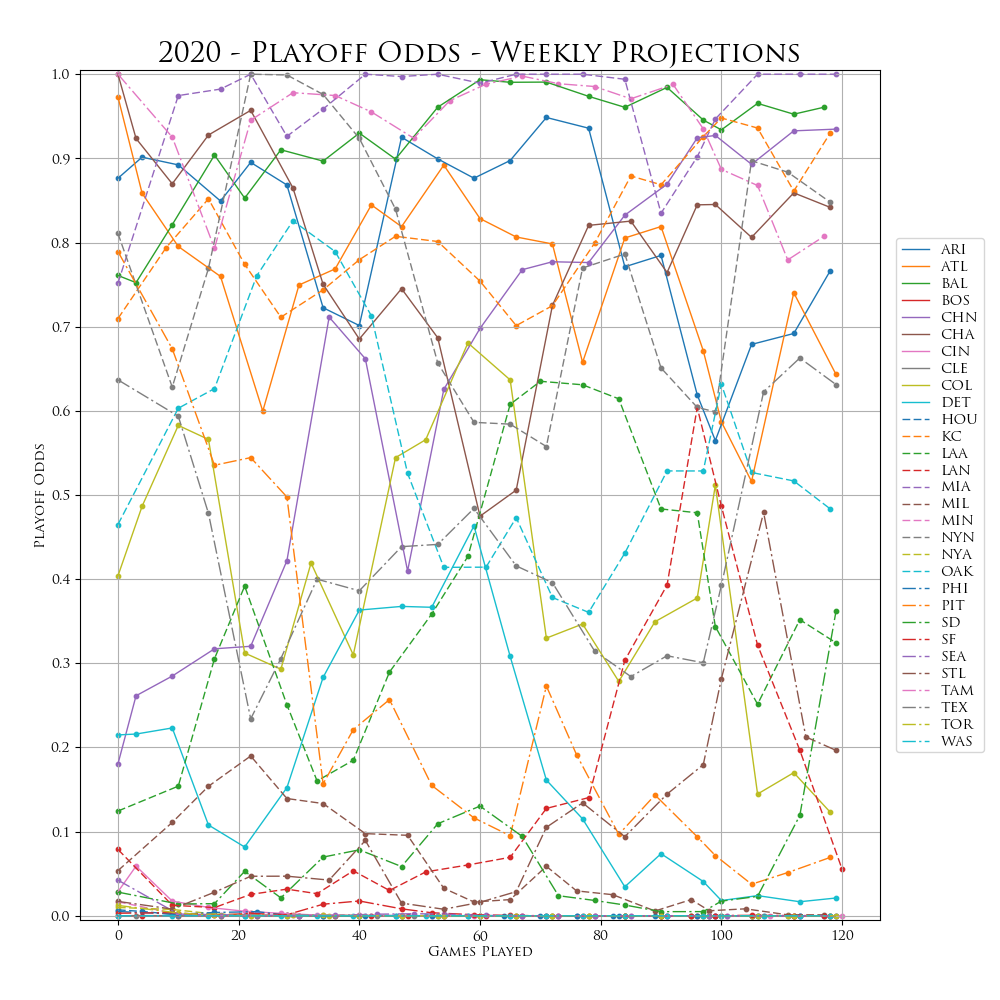 2020 - Playoff Odds - Weekly Projections
1.0
0.9
0.8
0.7
0.6
0.5
0.4
0.3
0.2
0.1
0.0
Playoff Odds
0 20 40 60 80 100 120
Games Played
ARI
ATL
BAL
BOS
CHN
CHA
CIN
CLE
COL
DET
HOU
KC
LAA
LAN
MIA
MIL
MIN
NYN
NYA
OAK
PHI
PIT
SD
SF
SEA
STL
TAM
TEX
TOR
WAS